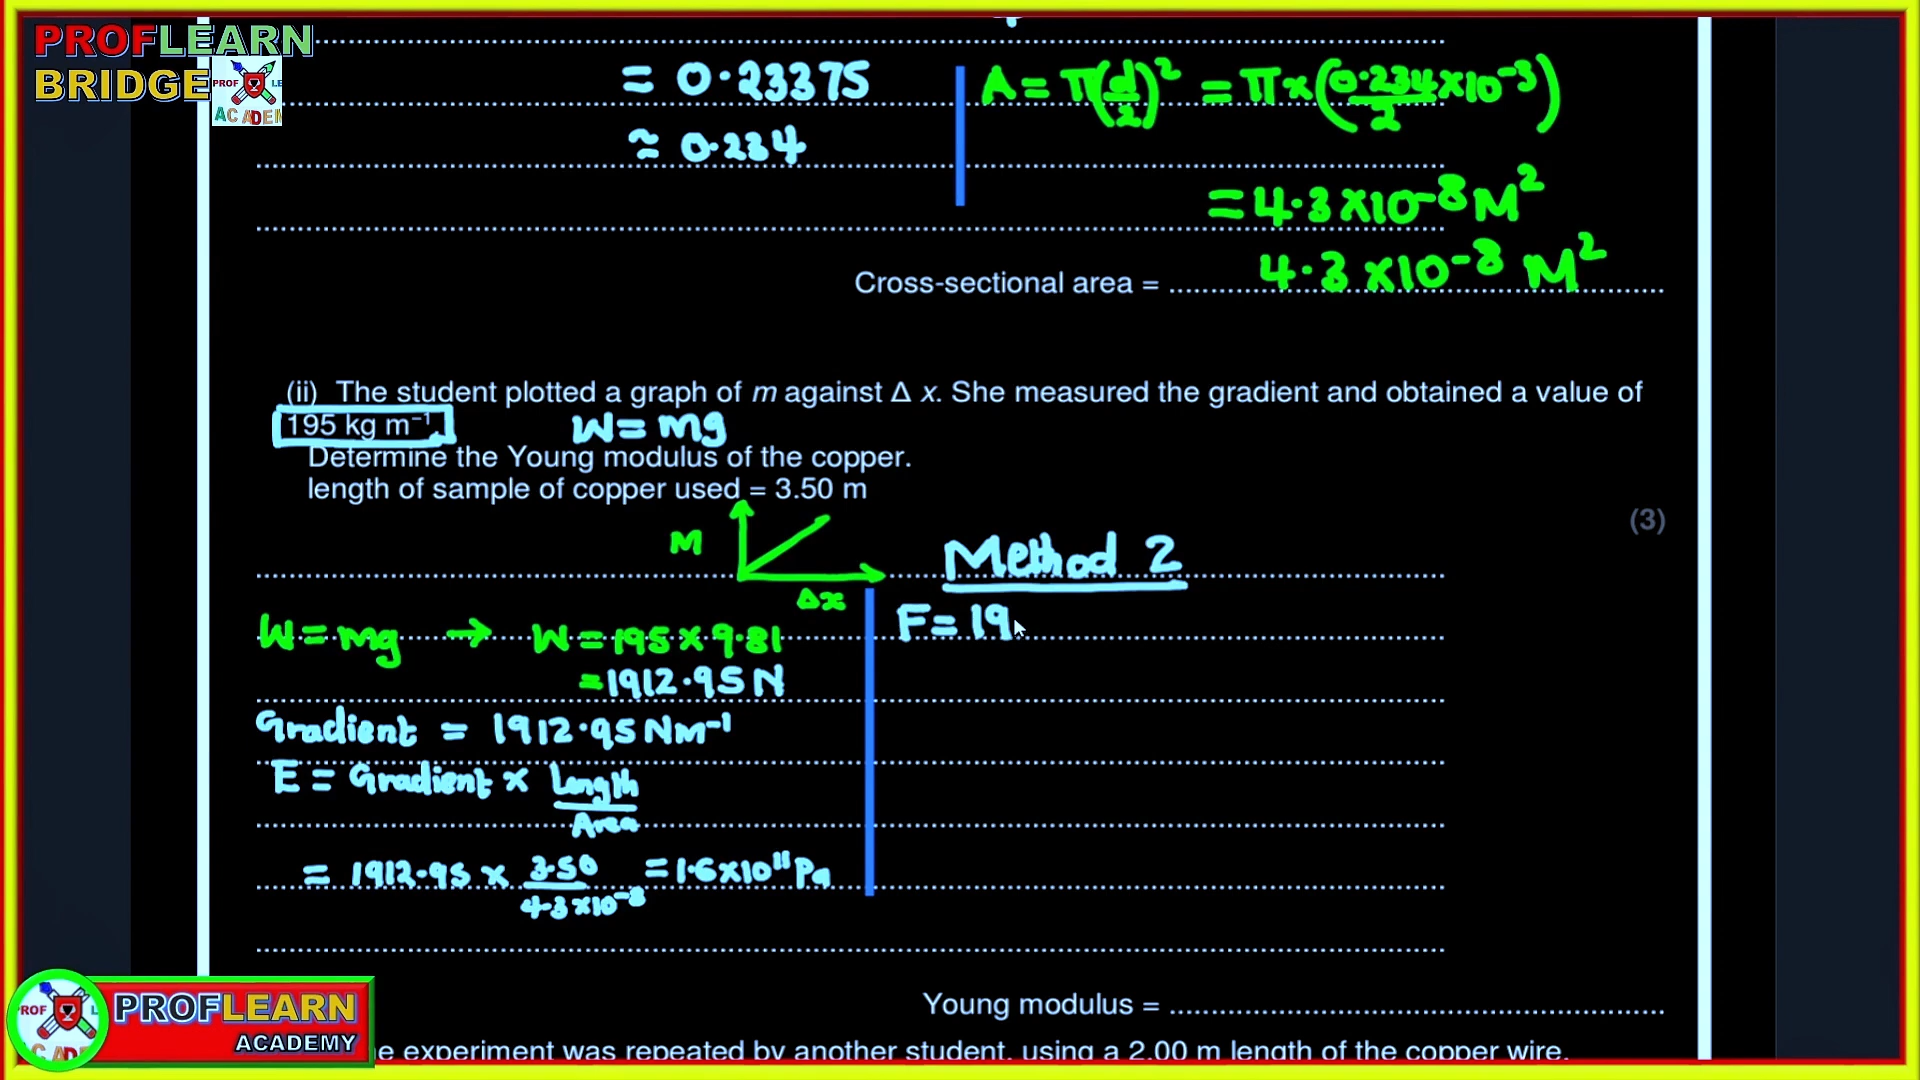 PROFLEARN
BRIDGE
PROF LE
ACADEN
= 0.23375
≈ 0.234
A = π(d/2)² = π×(0.234×10⁻³/2)
= 4.3×10⁻⁸ M²
4.3×10⁻⁸ M²
Cross-sectional area = ..........
(ii) The student plotted a graph of m against Δ x. She measured the gradient and obtained a value of
195 kg m⁻¹.
W = mg
Determine the Young modulus of the copper.
length of sample of copper used = 3.50 m
(3)
M
Δx
W = mg → W = 195 × 9.81
= 1912.95 N
Gradient = 1912.95 Nm⁻¹
E = Gradient × Length/Area
= 1912.95 × 3.50/4.3×10⁻⁸ = 1.6×10¹¹ Pa
Method 2
F = 19
Young modulus = ..........
PROFLEARN
ACADEMY
e experiment was repeated by another student, using a 2.00 m length of the copper wire.